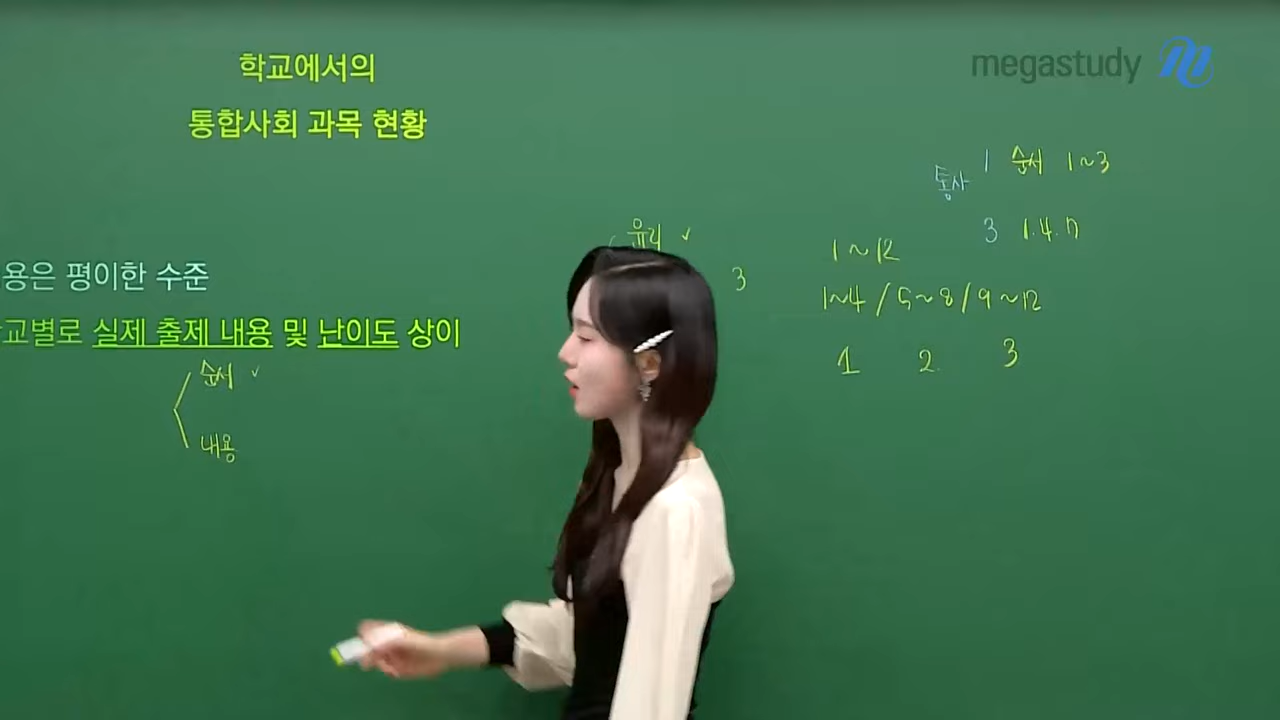 학교에서의
통합사회 과목 현황
megastudy
용은 평이한 수준
교별로 실제 출제 내용 및 난이도 상이
순서 ✓
내용
윤리 ✓
3
통사
1 순서 1~3
3 1.4.7
1~12
1~4 / 5~8 / 9~12
1 2. 3